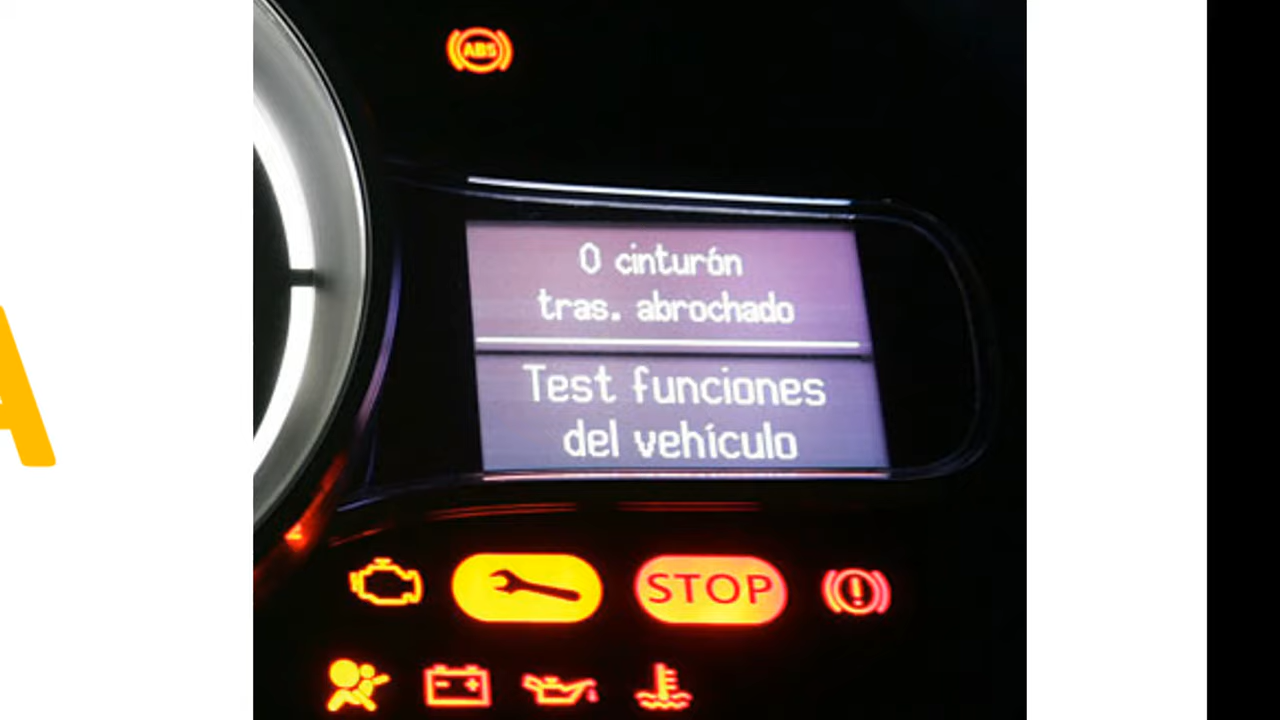 ABS
0 cinturón
tras. abrochado
Test funciones
del vehículo
STOP
A